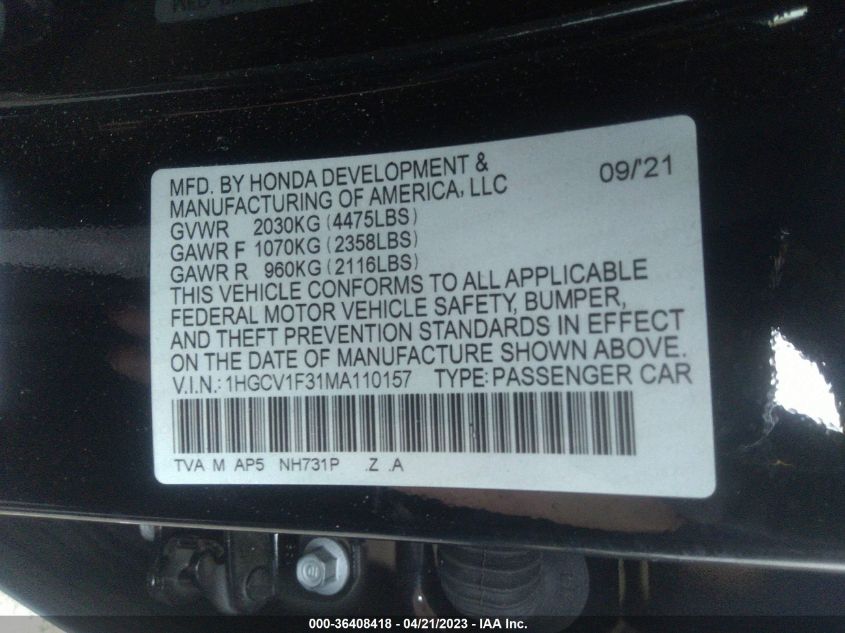 MFD. BY HONDA DEVELOPMENT & 09/'21
MANUFACTURING OF AMERICA, LLC
GVWR 2030KG (4475LBS)
GAWR F 1070KG (2358LBS)
GAWR R 960KG (2116LBS)
THIS VEHICLE CONFORMS TO ALL APPLICABLE
FEDERAL MOTOR VEHICLE SAFETY, BUMPER,
AND THEFT PREVENTION STANDARDS IN EFFECT
ON THE DATE OF MANUFACTURE SHOWN ABOVE.
V.I.N.: 1HGCV1F31MA110157 TYPE: PASSENGER CAR
TVA M AP5 NH731P .Z .A
000-36408418 - 04/21/2023 - IAA Inc.